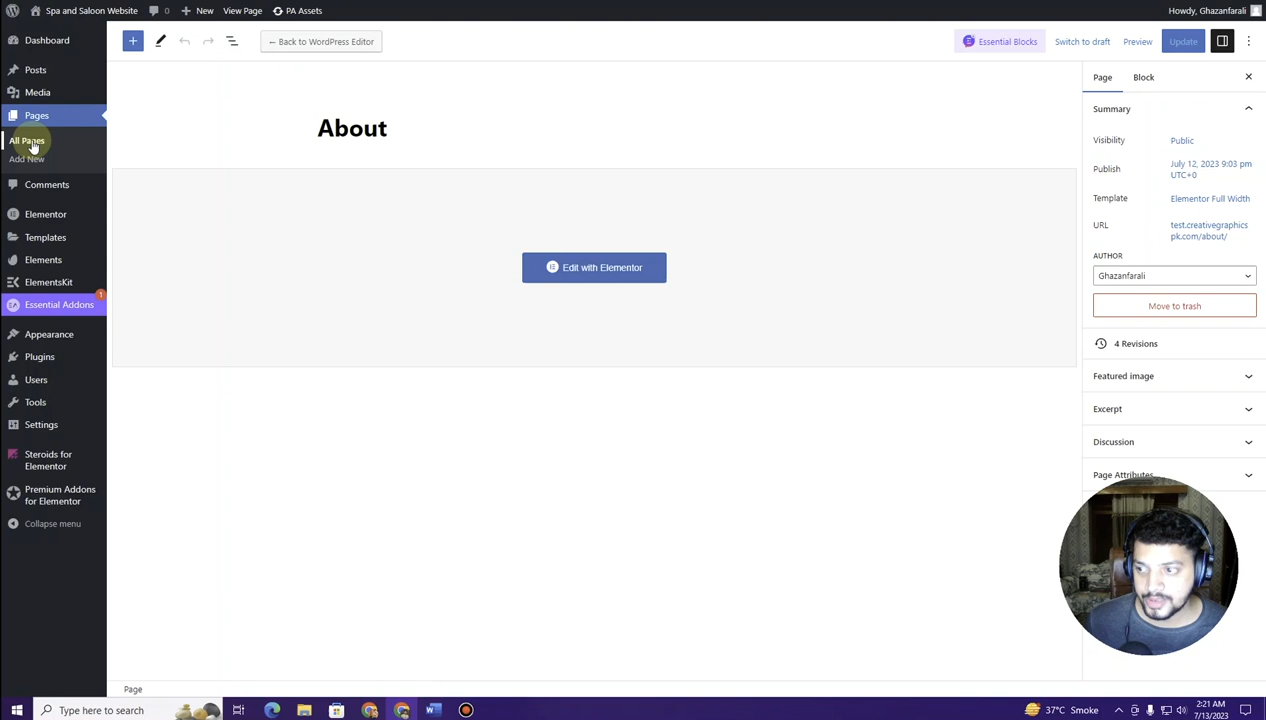 Spa and Saloon Website
0
New
View Page
PA Assets
Howdy, Ghazanfarali
Dashboard
Posts
Media
Pages
All Pages
Add New
Comments
Elementor
Templates
Elements
ElementsKit
Essential Addons
1
Appearance
Plugins
Users
Tools
Settings
Steroids for
Elementor
Premium Addons
for Elementor
Collapse menu
← Back to WordPress Editor
Essential Blocks
Switch to draft
Preview
Update
About
Edit with Elementor
Page
Block
Summary
Visibility
Public
Publish
July 12, 2023 9:03 pm
UTC+0
Template
Elementor Full Width
URL
test.creativegraphics
pk.com/about/
AUTHOR
Ghazanfarali
Move to trash
4 Revisions
Featured image
Excerpt
Discussion
Page Attributes
Page
Type here to search
37°C Smoke
2:21 AM
7/13/2023